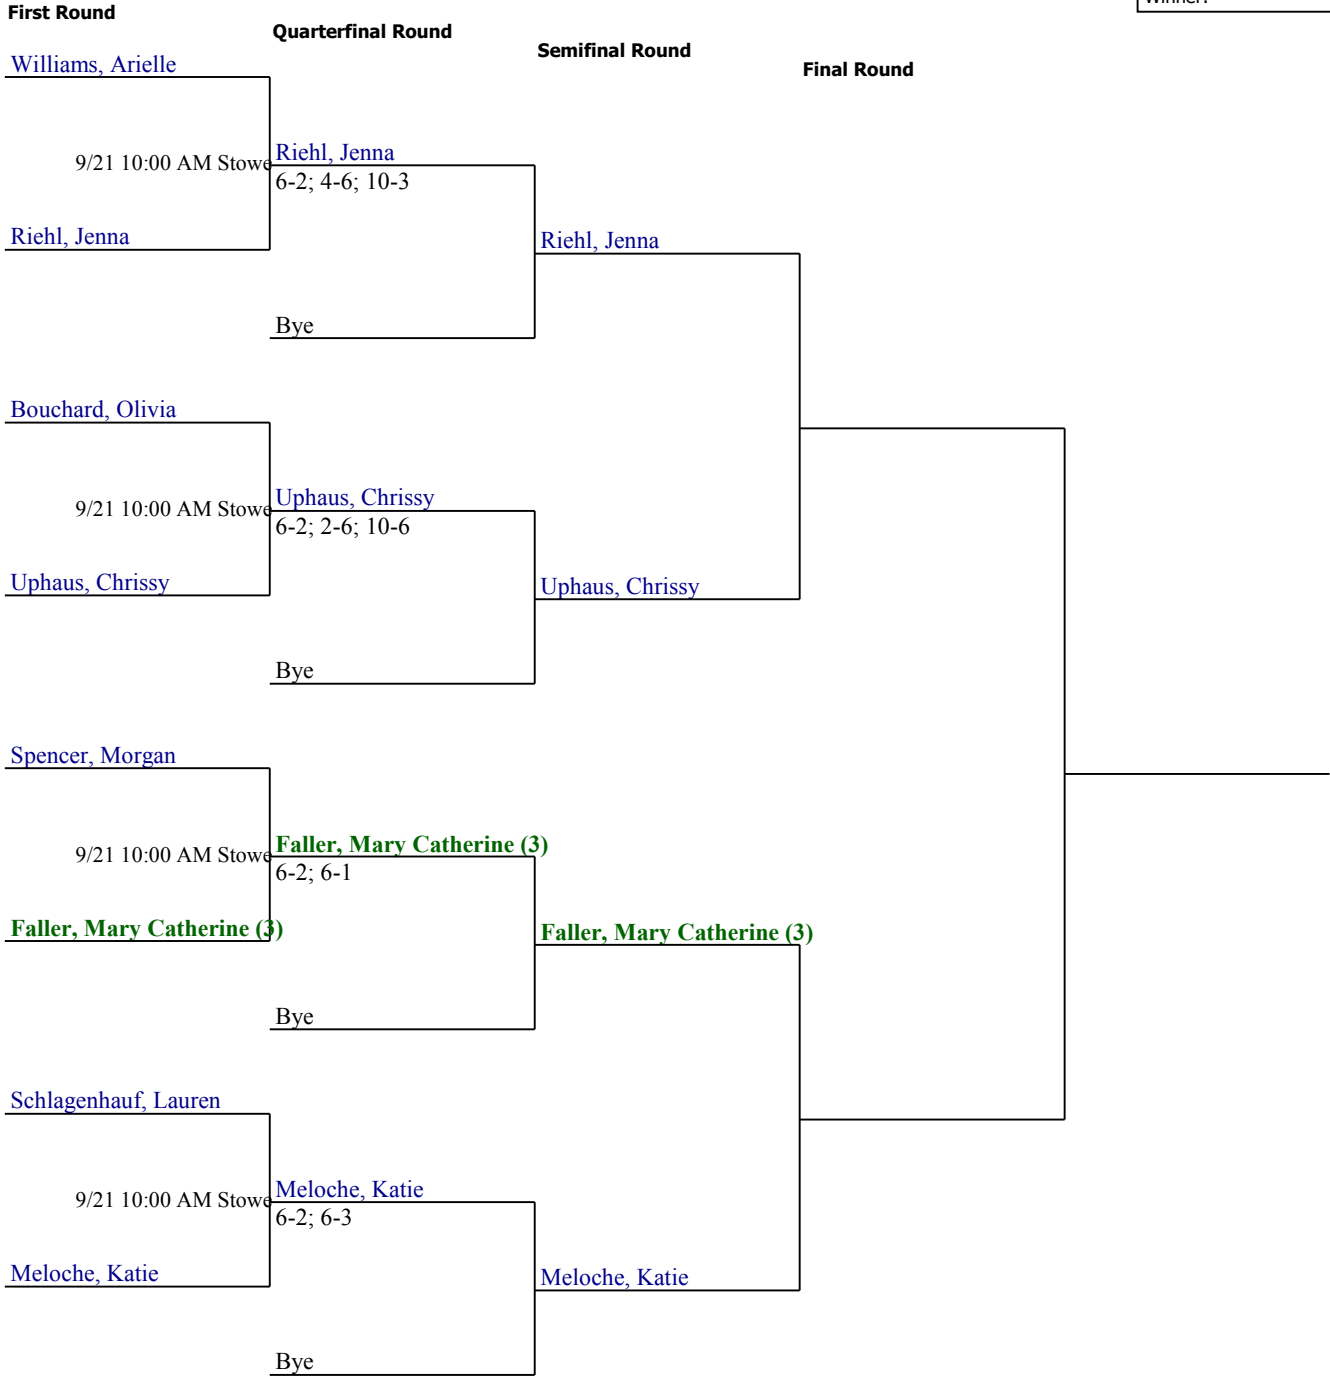 Winner:
First Round
Quarterfinal Round
Semifinal Round
Final Round
Williams, Arielle
9/21 10:00 AM Stowe
Riehl, Jenna
6-2; 4-6; 10-3
Riehl, Jenna
Riehl, Jenna
Bye
Bouchard, Olivia
9/21 10:00 AM Stowe
Uphaus, Chrissy
6-2; 2-6; 10-6
Uphaus, Chrissy
Uphaus, Chrissy
Bye
Spencer, Morgan
9/21 10:00 AM Stowe
Faller, Mary Catherine (3)
6-2; 6-1
Faller, Mary Catherine (3)
Faller, Mary Catherine (3)
Bye
Schlagenhauf, Lauren
9/21 10:00 AM Stowe
Meloche, Katie
6-2; 6-3
Meloche, Katie
Meloche, Katie
Bye